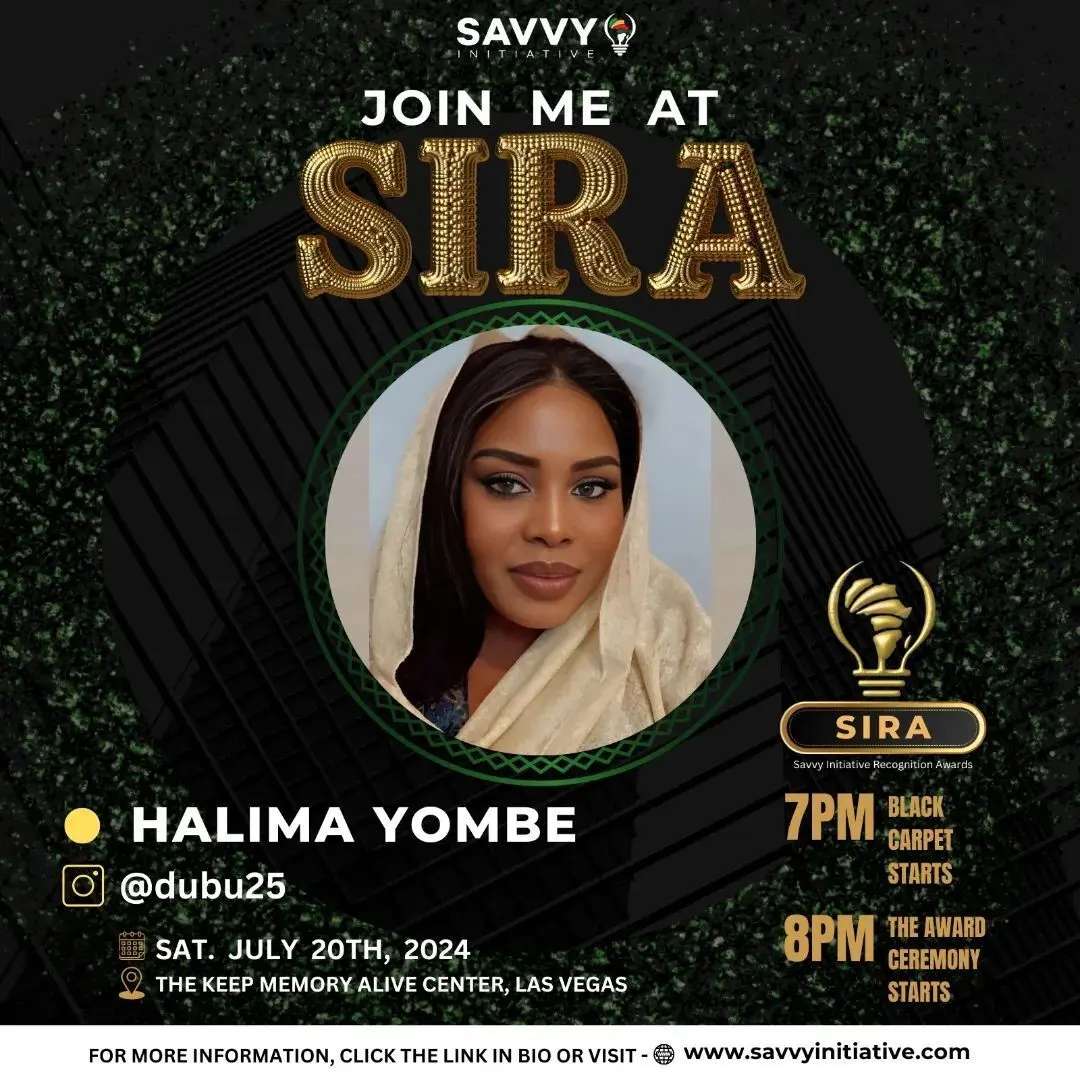 SAVVY
INITIATIVE
JOIN ME AT
SIRA
SIRA
Savvy Initiative Recognition Awards
HALIMA YOMBE
@dubu25
SAT. JULY 20TH, 2024
THE KEEP MEMORY ALIVE CENTER, LAS VEGAS
7PM BLACK
CARPET
STARTS
8PM THE AWARD
CEREMONY
STARTS
FOR MORE INFORMATION, CLICK THE LINK IN BIO OR VISIT - www.savvyinitiative.com